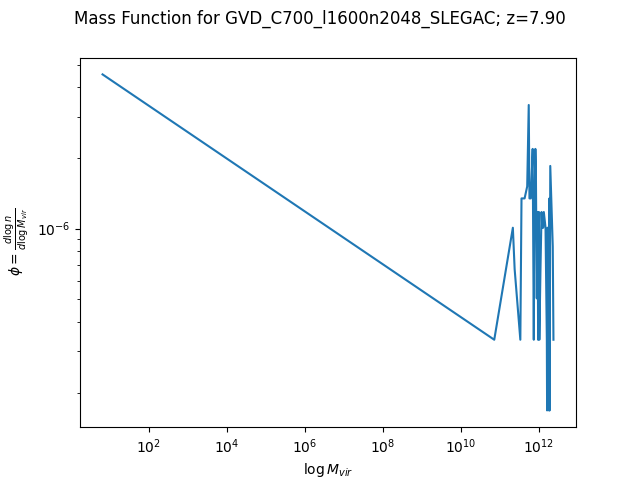 Mass Function for GVD_C700_l1600n2048_SLEGAC; z=7.90
ϕ = d log n / d log M_vir
10^-6
10^2 10^4 10^6 10^8 10^10 10^12
log M_vir